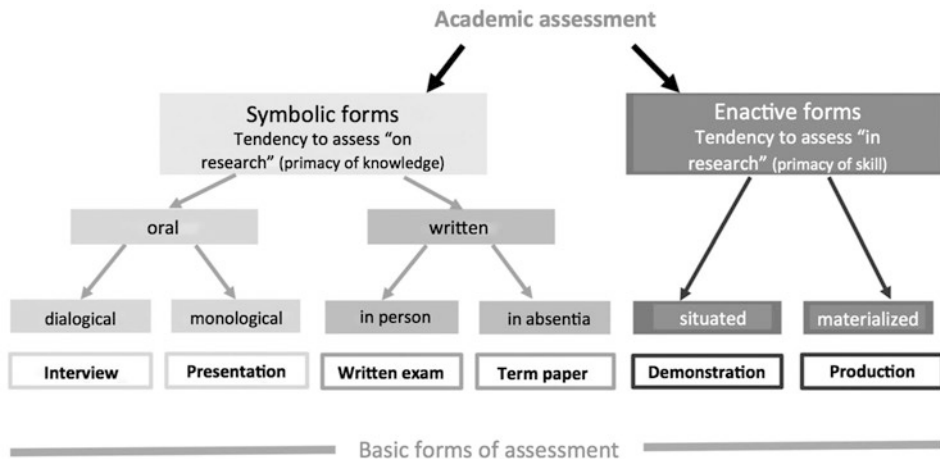 Academic assessment
Symbolic forms
Tendency to assess “on
research” (primacy of knowledge)
Enactive forms
Tendency to assess “in
research” (primacy of skill)
oral
written
dialogical
monological
in person
in absentia
situated
materialized
Interview
Presentation
Written exam
Term paper
Demonstration
Production
Basic forms of assessment